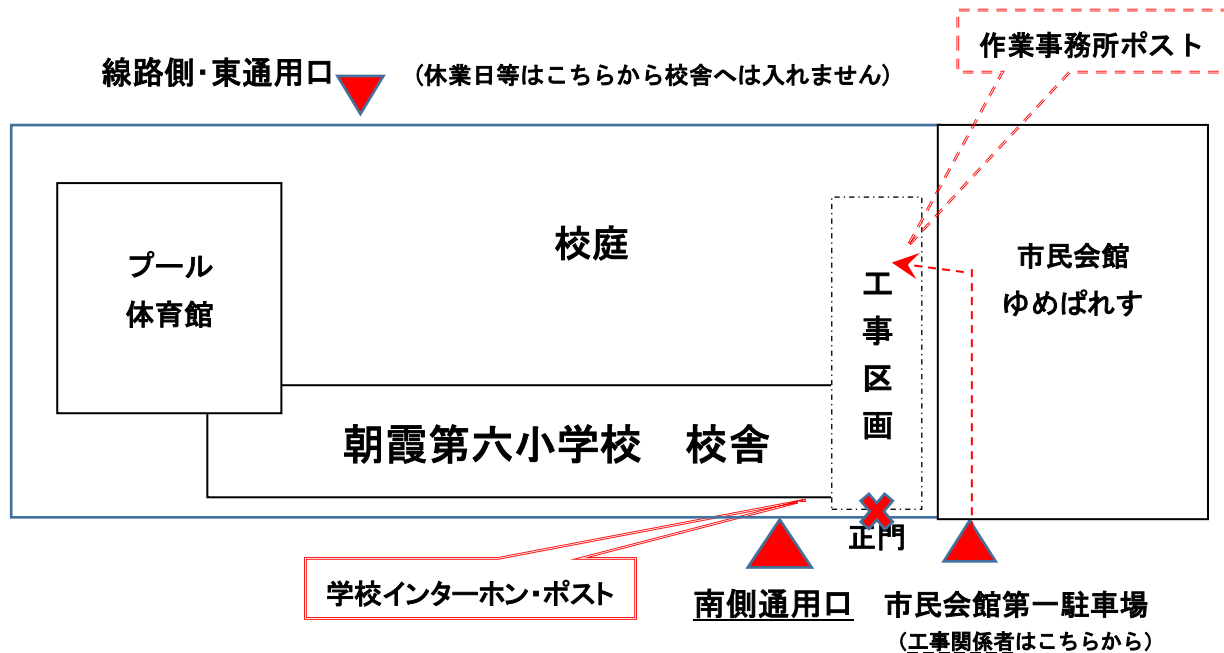 作業事務所ポスト
線路側・東通用口
（休業日等はこちらから校舎へは入れません）
プール
体育館
校庭
工事区画
市民会館
ゆめぱれす
朝霞第六小学校　校舎
正門
学校インターホン・ポスト
南側通用口
市民会館第一駐車場
（工事関係者はこちらから）